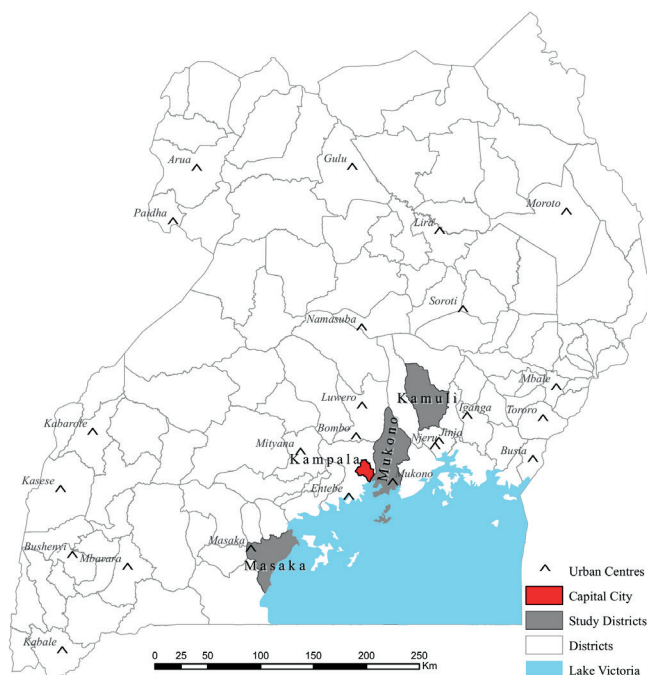 Arua
Gulu
Paidha
Moroto
Lira
Soroti
Namasuba
Mbale
Kamuli
Luwero
Iganga
Tororo
Kabarole
Bombo
Mukono
Njeru
Jinja
Mityana
Kampala
Busia
Kasese
Mukono
Entebe
Bushenyi
Mbarara
Masaka
Masaka
Kabale
Urban Centres
Capital City
Study Districts
Districts
Lake Victoria
0 25 50 100 150 200 250
Km